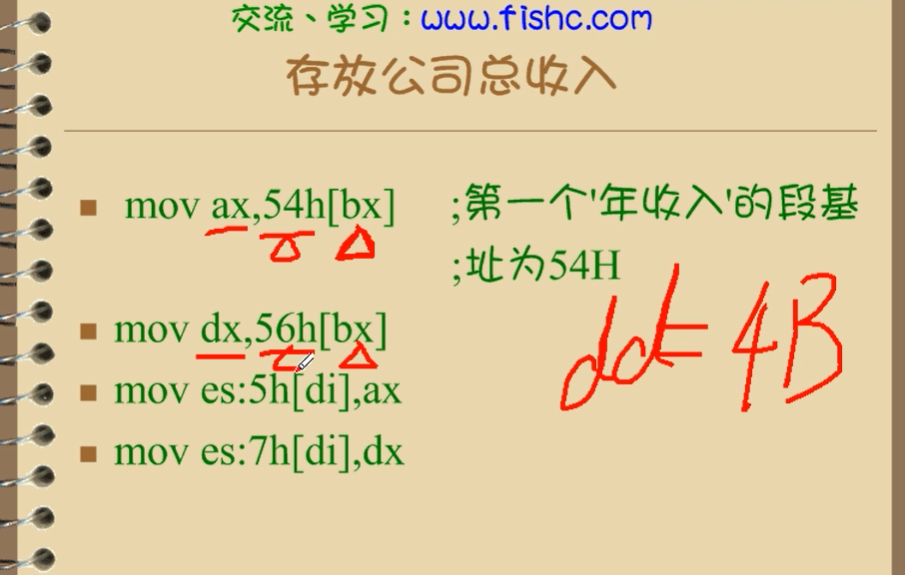 交流、学习：www.fishc.com
存放公司总收入
mov ax,54h[bx] ;第一个'年收入'的段基
;址为54H
mov dx,56h[bx]
dd=4B
mov es:5h[di],ax
mov es:7h[di],dx